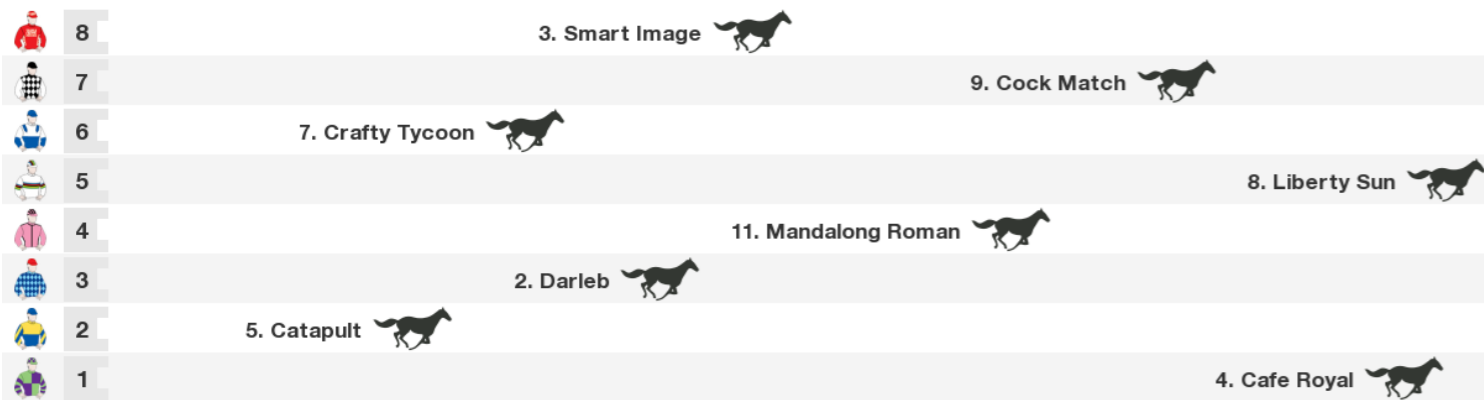 8 3. Smart Image
7 9. Cock Match
6 7. Crafty Tycoon
5 8. Liberty Sun
4 11. Mandalong Roman
3 2. Darleb
2 5. Catapult
1 4. Cafe Royal